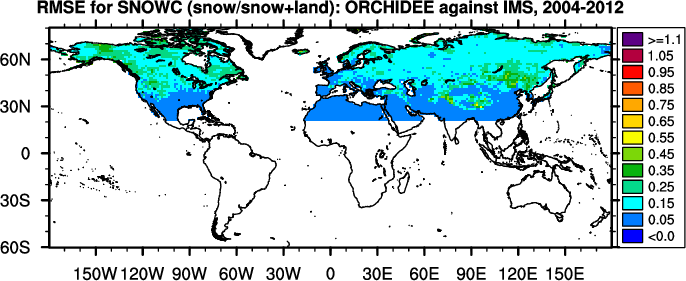 RMSE for SNOWC (snow/snow+land): ORCHIDEE against IMS, 2004-2012
60N
30N
0
30S
60S
150W 120W 90W 60W 30W 0 30E 60E 90E 120E 150E
>=1.1
1.05
0.95
0.85
0.75
0.65
0.55
0.45
0.35
0.25
0.15
0.05
<0.0